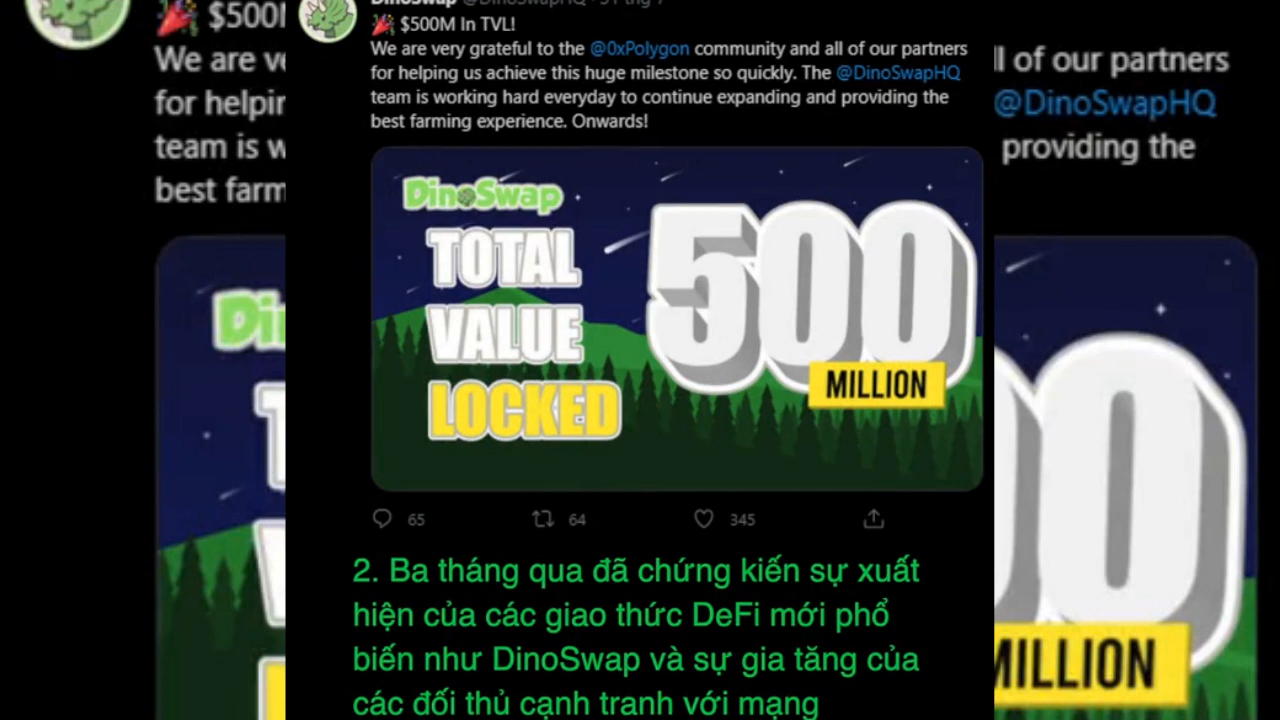 $500M In TVL!
We are very grateful to the @0xPolygon community and all of our partners
for helping us achieve this huge milestone so quickly. The @DinoSwapHQ
team is working hard everyday to continue expanding and providing the
best farming experience. Onwards!
DinoSwap
TOTAL
VALUE
LOCKED
500
MILLION
65 64 345
2. Ba tháng qua đã chứng kiến sự xuất
hiện của các giao thức DeFi mới phổ
biến như DinoSwap và sự gia tăng của
các đối thủ cạnh tranh với mạng